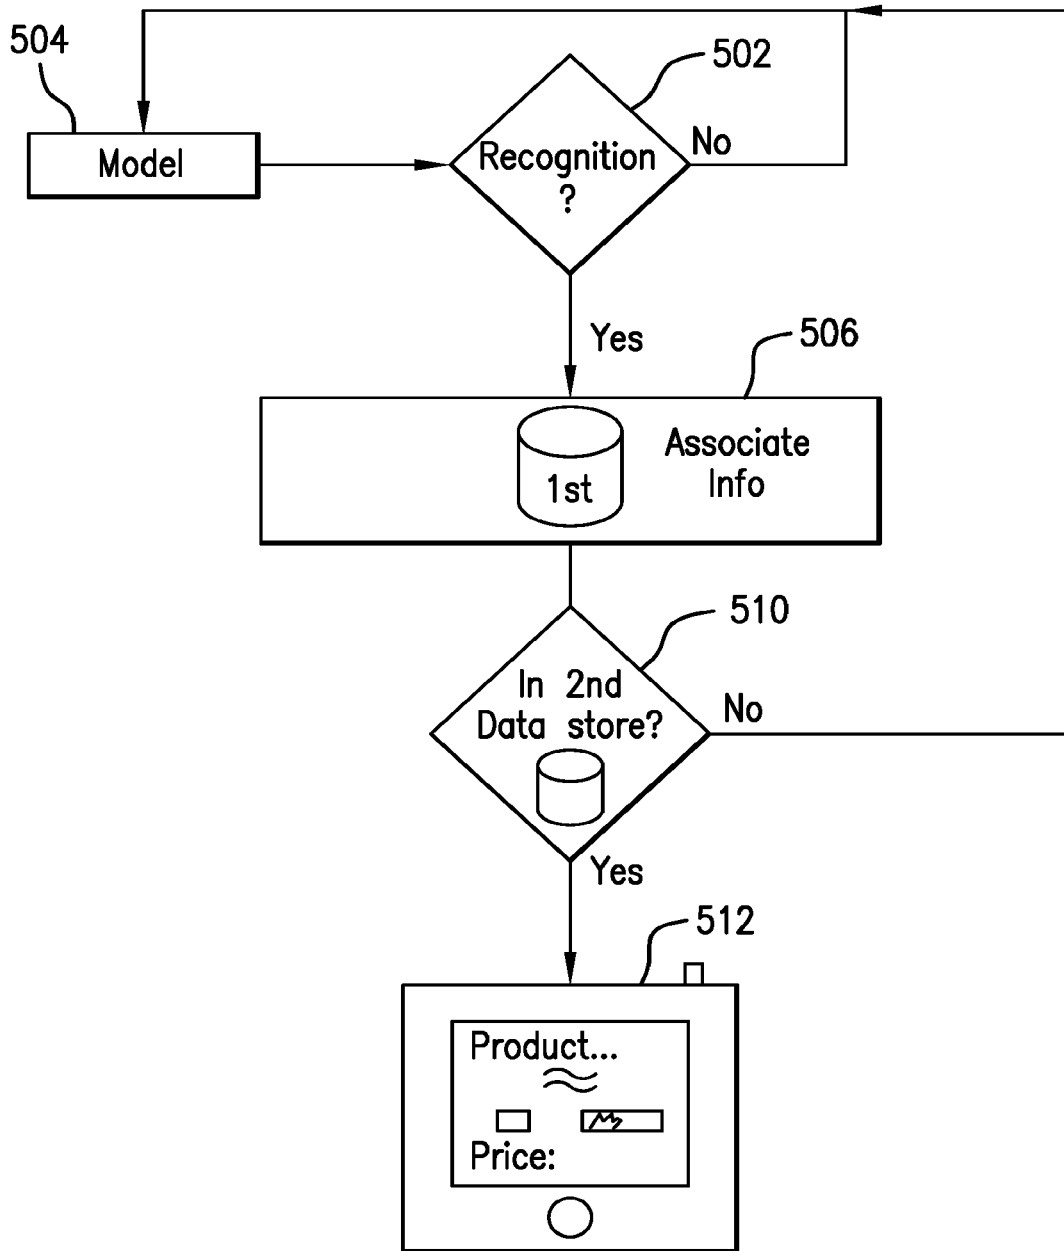 504
502
Model
Recognition
?
No
Yes
506
1st
Associate
Info
510
In 2nd
Data store?
No
Yes
512
Product...
Price: